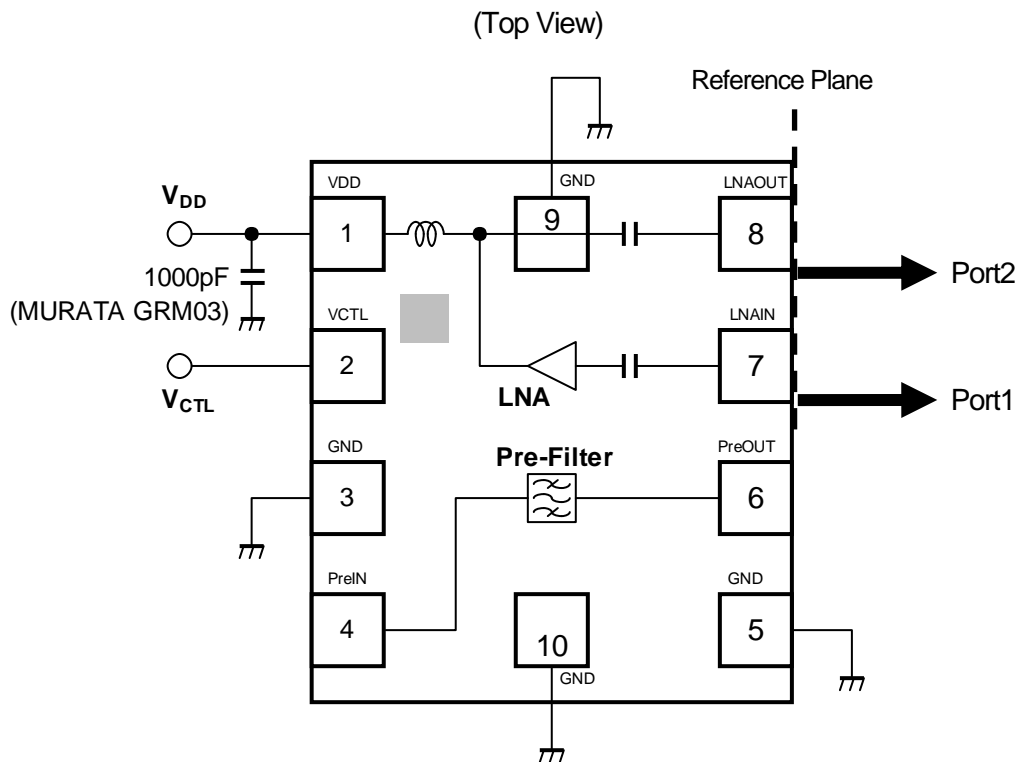 (Top View)
Reference Plane
VDD
GND
LNAOUT
VDD
1
9
8
1000pF
(MURATA GRM03)
Port2
VCTL
LNAIN
2
7
VCTL
LNA
Port1
GND
Pre-Filter
PreOUT
3
6
PreIN
GND
4
10
5
GND